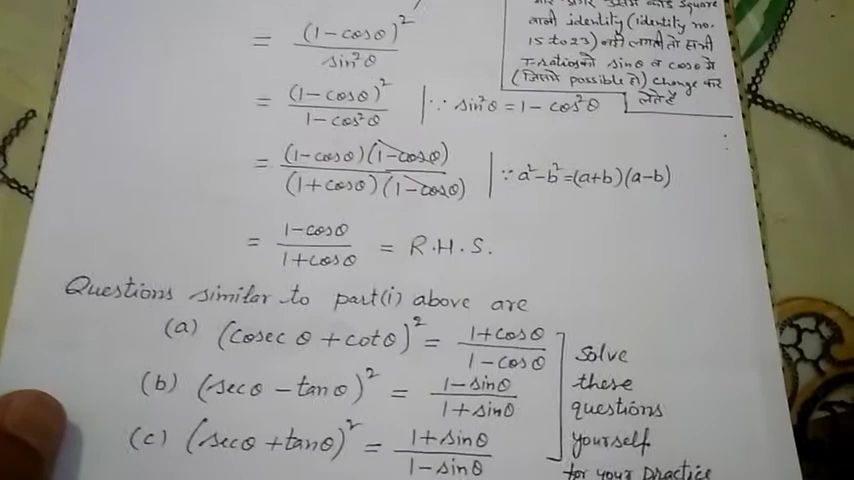 वाली identity (identity no.
15 to 23) नहीं लगती तो सभी
T-ratios को sinθ व cosθ में
(जितना possible हो) change कर
लेते हैं
= (1-cosθ)² / sin²θ
= (1-cosθ)² / 1-cos²θ | ∵ sin²θ = 1-cos²θ
= (1-cosθ)(1-cosθ) / (1+cosθ)(1-cosθ) | ∵ a²-b²=(a+b)(a-b)
= 1-cosθ / 1+cosθ = R.H.S.
Questions similar to part(i) above are
(a) (cosec θ + cotθ)² = 1+cosθ / 1-cosθ
(b) (secθ - tanθ)² = 1-sinθ / 1+sinθ
(c) (secθ + tanθ)² = 1+sinθ / 1-sinθ
Solve
these
questions
yourself
for your practice